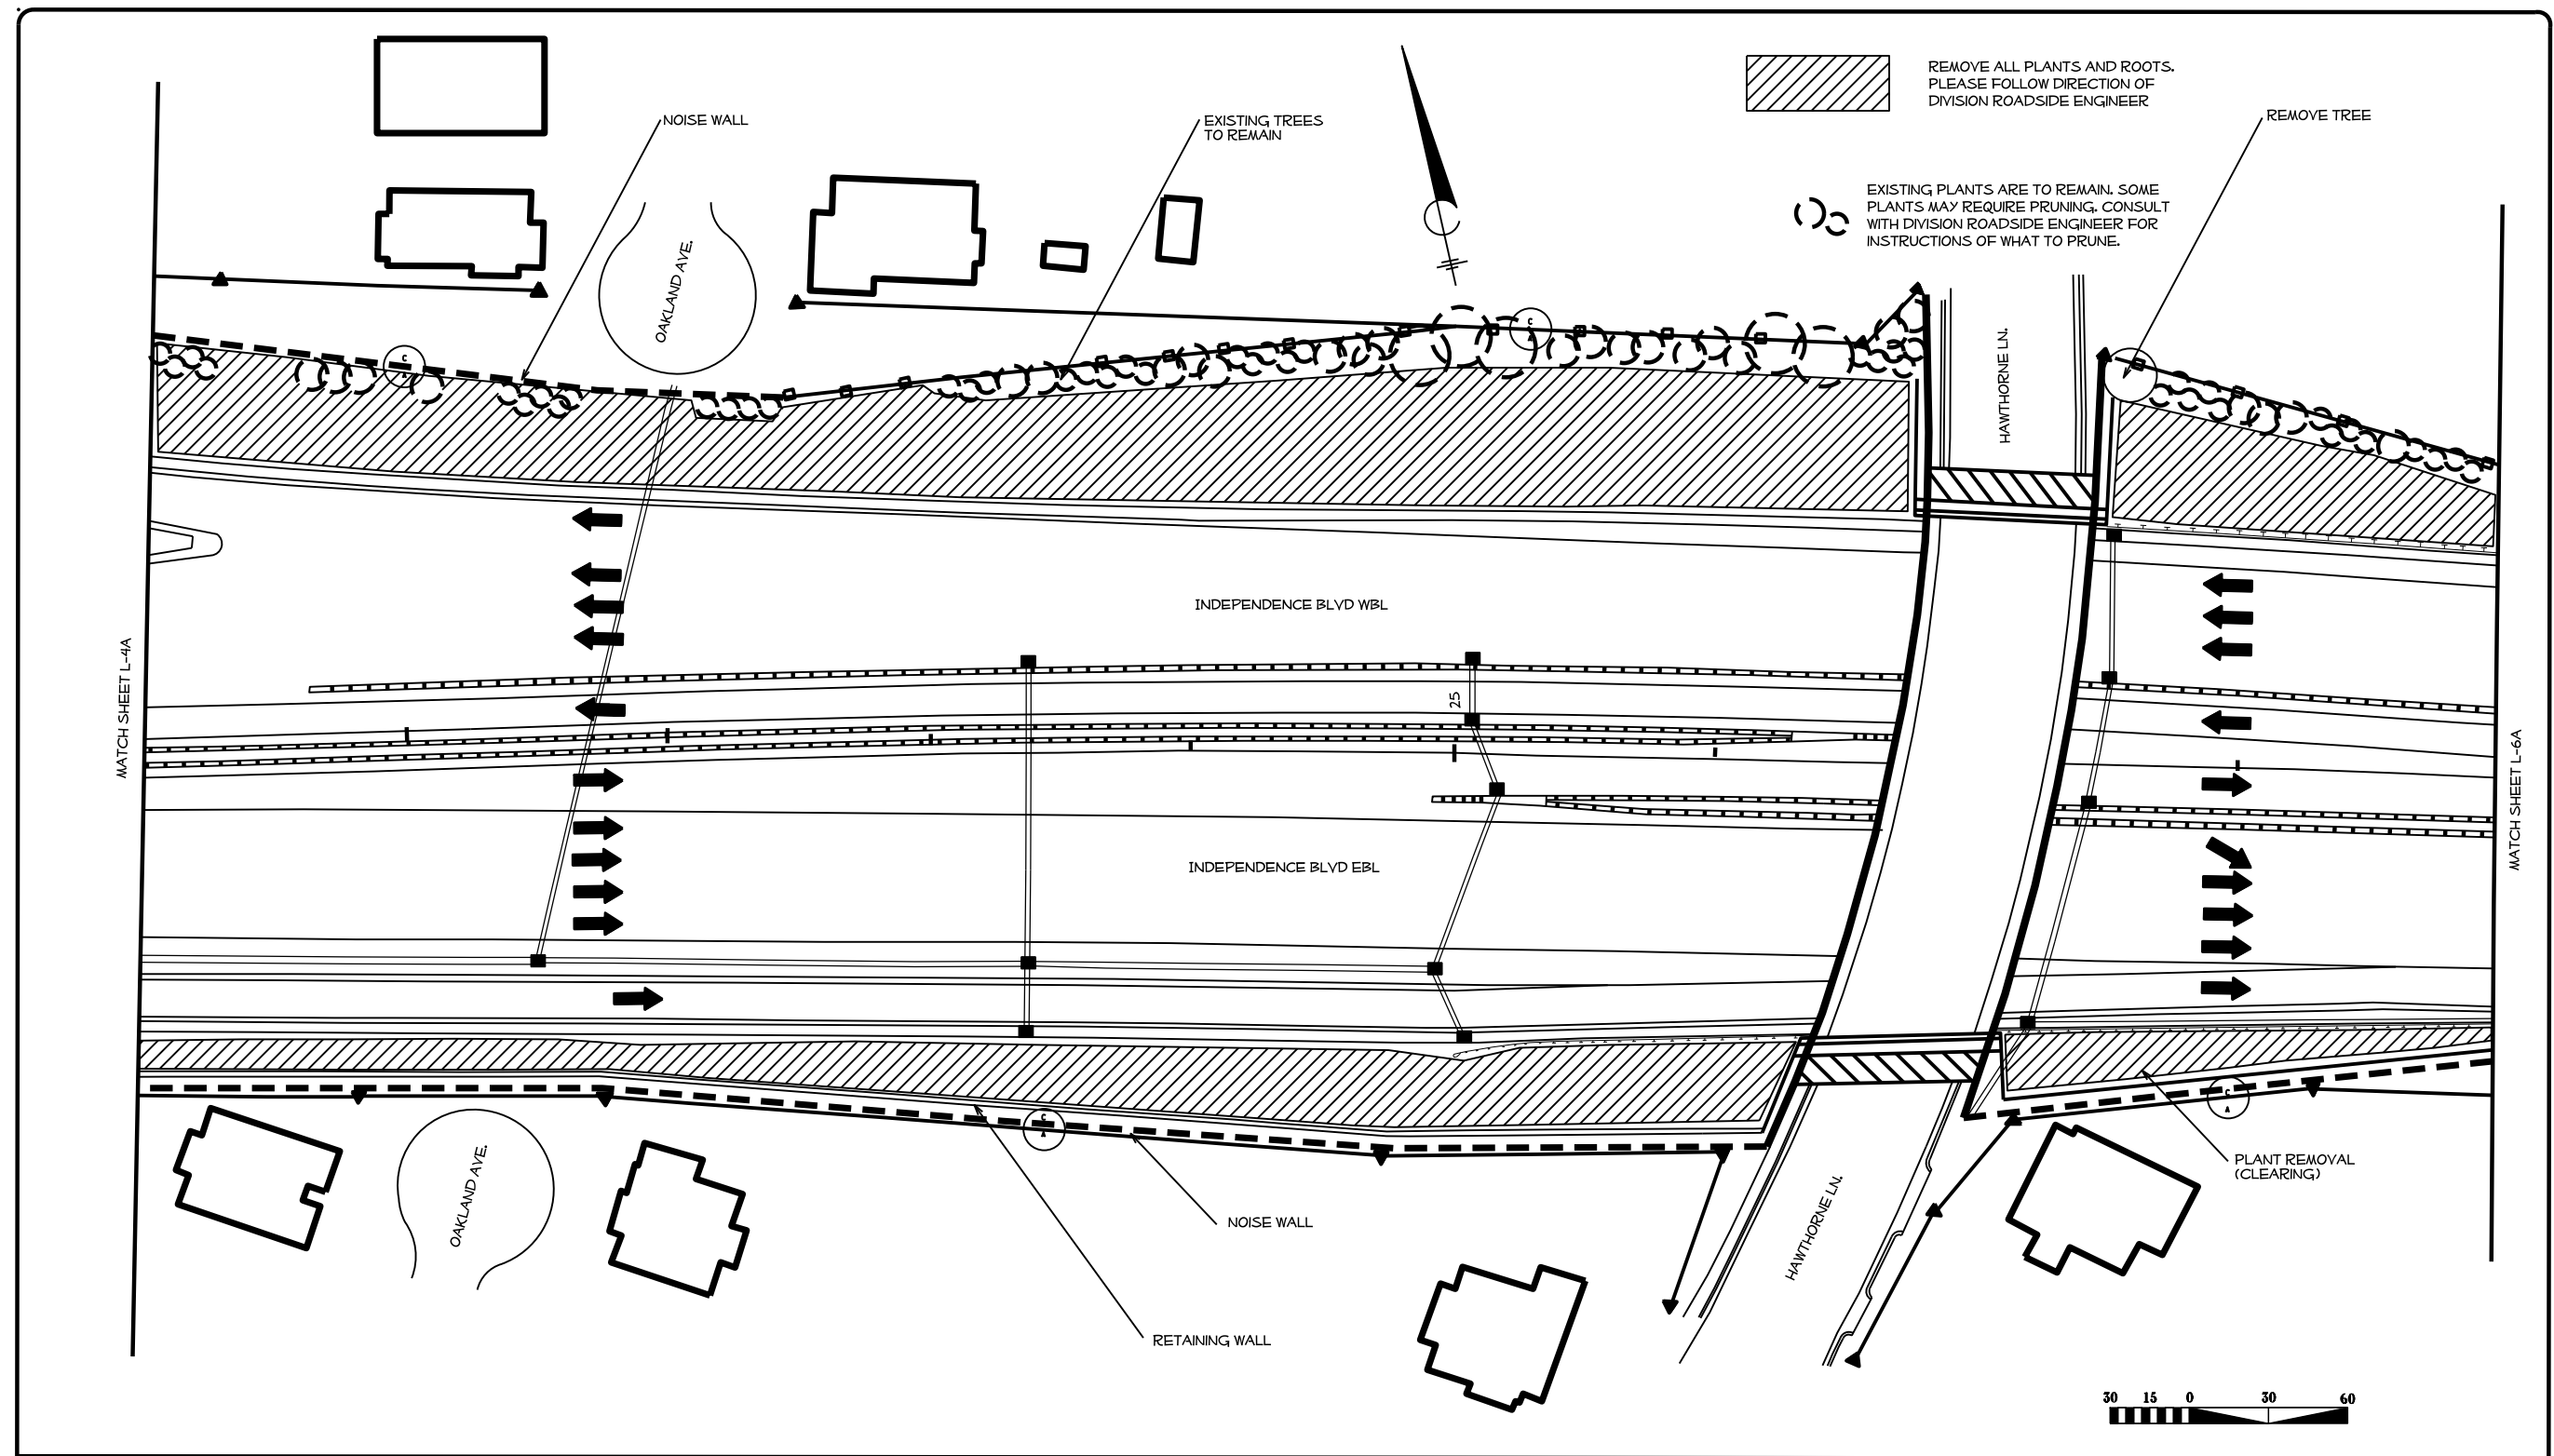 REMOVE ALL PLANTS AND ROOTS.
PLEASE FOLLOW DIRECTION OF
DIVISION ROADSIDE ENGINEER
NOISE WALL
EXISTING TREES
TO REMAIN
REMOVE TREE
EXISTING PLANTS ARE TO REMAIN. SOME
PLANTS MAY REQUIRE PRUNING. CONSULT
WITH DIVISION ROADSIDE ENGINEER FOR
INSTRUCTIONS OF WHAT TO PRUNE.
OAKLAND AVE.
HAWTHORNE LN.
C
A
C
A
INDEPENDENCE BLVD WBL
MATCH SHEET L-4A
25
MATCH SHEET L-6A
INDEPENDENCE BLVD EBL
C
A
C
A
OAKLAND AVE.
HAWTHORNE LN.
PLANT REMOVAL
(CLEARING)
NOISE WALL
RETAINING WALL
30 15 0 30 60